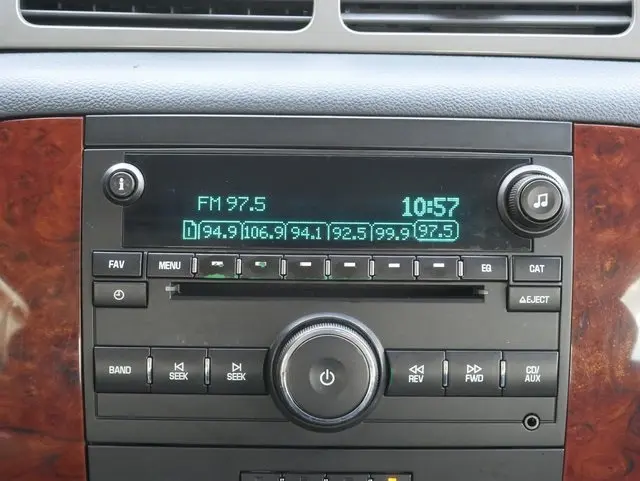 FM 97.5 10:57
1 94.9 106.9 94.1 92.5 99.9 97.5
FAV MENU EQ CAT
EJECT
BAND SEEK SEEK REV FWD CD/AUX